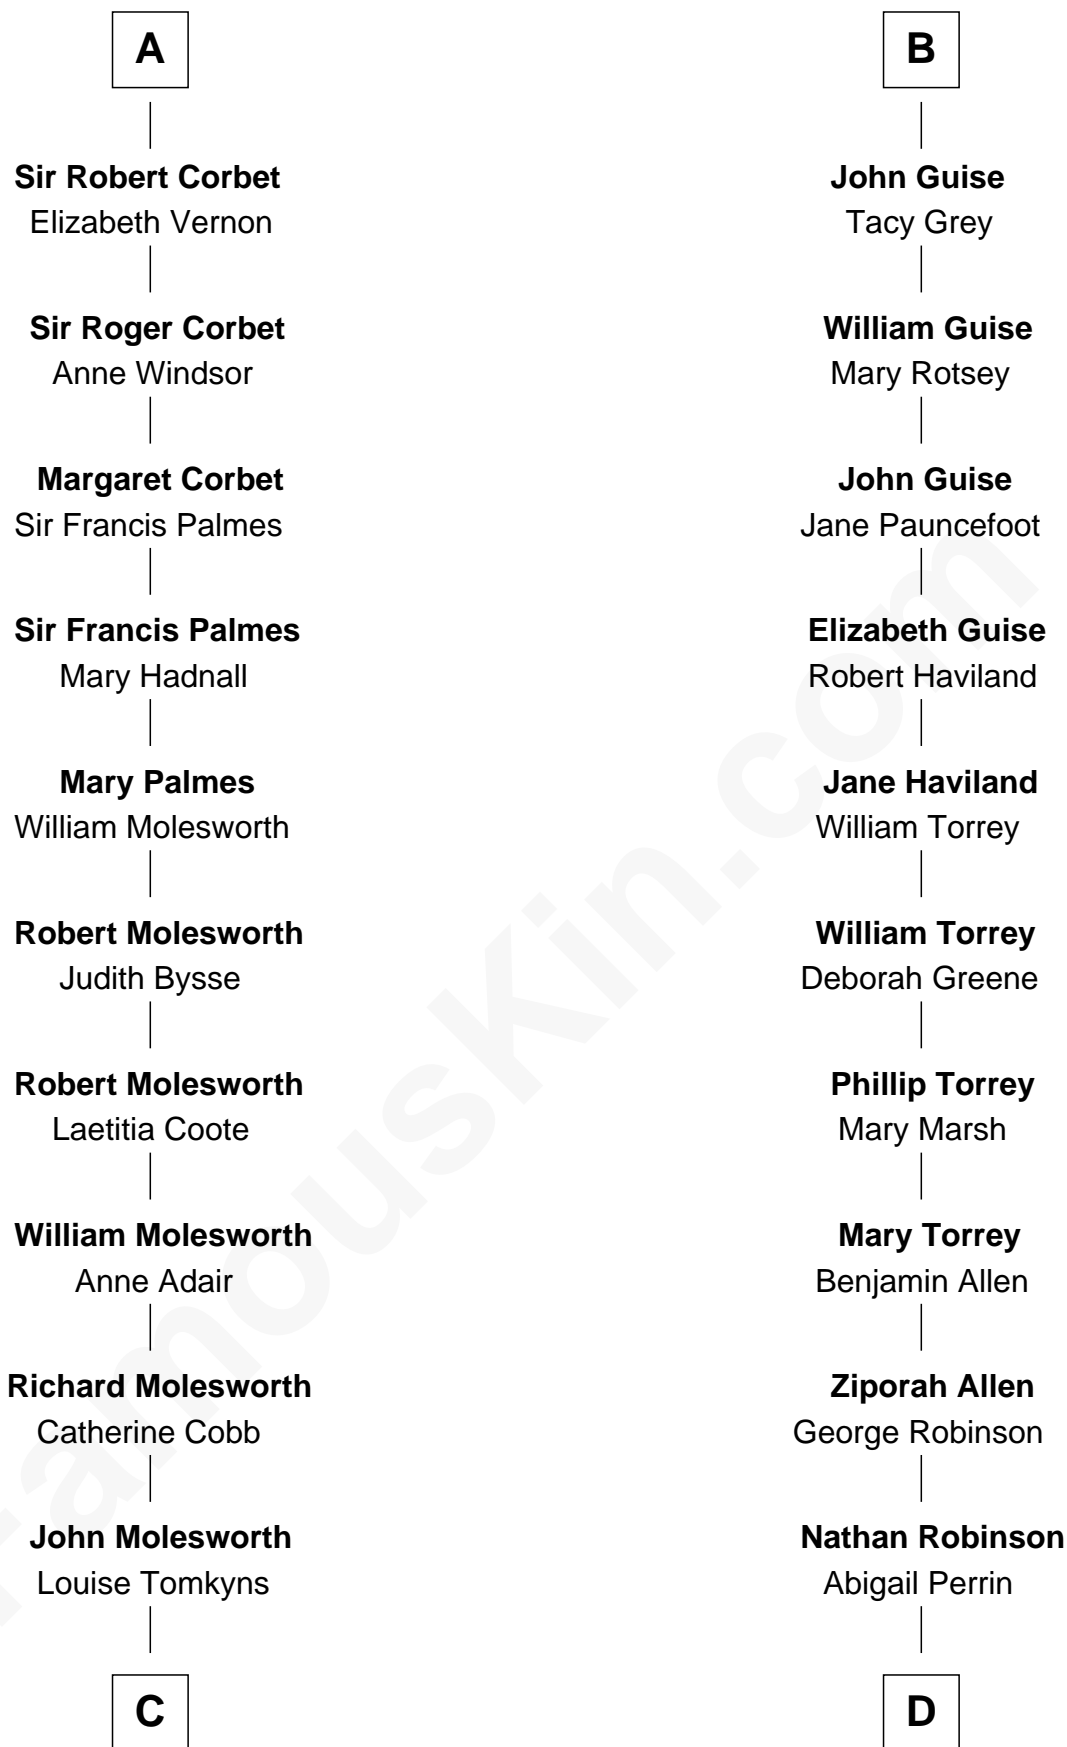 A
Sir Robert Corbet
Elizabeth Vernon
Sir Roger Corbet
Anne Windsor
Margaret Corbet
Sir Francis Palmes
Sir Francis Palmes
Mary Hadnall
Mary Palmes
William Molesworth
Robert Molesworth
Judith Bysse
Robert Molesworth
Laetitia Coote
William Molesworth
Anne Adair
Richard Molesworth
Catherine Cobb
John Molesworth
Louise Tomkyns
C
B
John Guise
Tacy Grey
William Guise
Mary Rotsey
John Guise
Jane Pauncefoot
Elizabeth Guise
Robert Haviland
Jane Haviland
William Torrey
William Torrey
Deborah Greene
Phillip Torrey
Mary Marsh
Mary Torrey
Benjamin Allen
Ziporah Allen
George Robinson
Nathan Robinson
Abigail Perrin
D
FamousKin.com